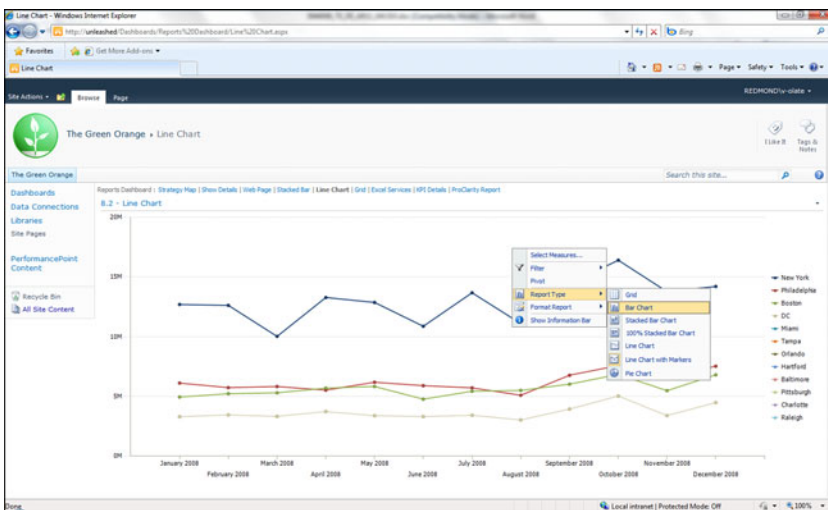 Line Chart - Windows Internet Explorer
http://unleashed/Dashboards/Reports%20Dashboard/Line%20Chart.aspx
Bing
Favorites
Get More Add-ons
Line Chart
Page
Safety
Tools
Site Actions
Browse
Page
REDMOND\v-olate
The Green Orange
Line Chart
I Like It
Tags & Notes
The Green Orange
Search this site...
Dashboards
Data Connections
Libraries
Site Pages
PerformancePoint Content
Recycle Bin
All Site Content
Reports Dashboard : Strategy Map | Show Details | Web Page | Stacked Bar | Line Chart | Grid | Excel Services | KPI Details | ProClarity Report
8.2 - Line Chart
20M
15M
10M
5M
0M
Select Measures...
Filter
Pivot
Report Type
Format Report
Show Information Bar
Grid
Bar Chart
Stacked Bar Chart
100% Stacked Bar Chart
Line Chart
Line Chart with Markers
Pie Chart
New York
Philadelphia
Boston
DC
Miami
Tampa
Orlando
Hartford
Baltimore
Pittsburgh
Charlotte
Raleigh
January 2008
February 2008
March 2008
April 2008
May 2008
June 2008
July 2008
August 2008
September 2008
October 2008
November 2008
December 2008
Done
Local intranet | Protected Mode: Off
100%